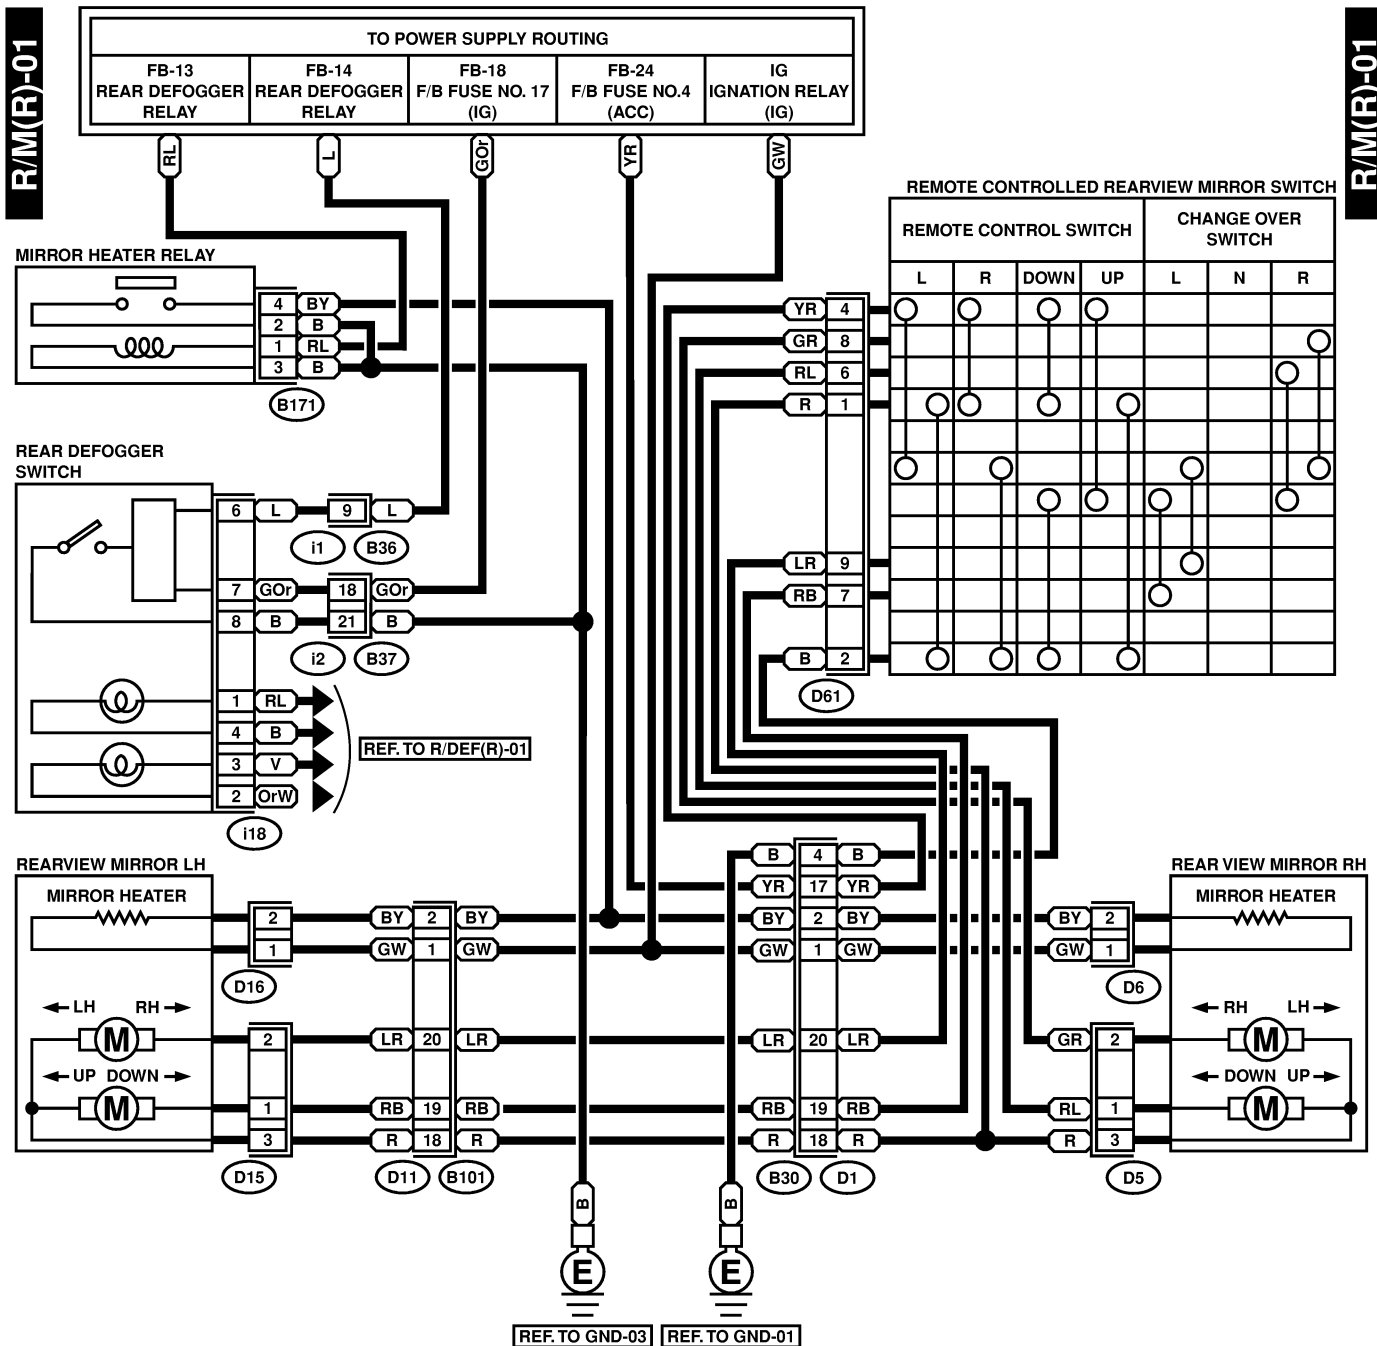 R/M(R)-01
R/M(R)-01
TO POWER SUPPLY ROUTING
FB-13
REAR DEFOGGER
RELAY
FB-14
REAR DEFOGGER
RELAY
FB-18
F/B FUSE NO. 17
(IG)
FB-24
F/B FUSE NO.4
(ACC)
IG
IGNATION RELAY
(IG)
RL
L
GOr
YR
GW
REMOTE CONTROLLED REARVIEW MIRROR SWITCH
REMOTE CONTROL SWITCH
CHANGE OVER
SWITCH
L R DOWN UP L N R
YR 4
GR 8
RL 6
R 1
LR 9
RB 7
B 2
D61
MIRROR HEATER RELAY
4 BY
2 B
1 RL
3 B
B171
REAR DEFOGGER
SWITCH
6 L 9 L
i1 B36
7 GOr 18 GOr
8 B 21 B
i2 B37
1 RL
4 B
3 V
2 OrW
i18
REF. TO R/DEF(R)-01
REARVIEW MIRROR LH
MIRROR HEATER
2
1
D16
LH RH
M
UP DOWN
M
2
1
3
D15
BY 2 BY
GW 1 GW
LR 20 LR
RB 19 RB
R 18 R
D11 B101
B 4 B
YR 17 YR
BY 2 BY
GW 1 GW
LR 20 LR
RB 19 RB
R 18 R
B30 D1
REAR VIEW MIRROR RH
MIRROR HEATER
BY 2
GW 1
D6
RH LH
M
DOWN UP
M
GR 2
RL 1
R 3
D5
B
E
REF. TO GND-03
B
E
REF. TO GND-01